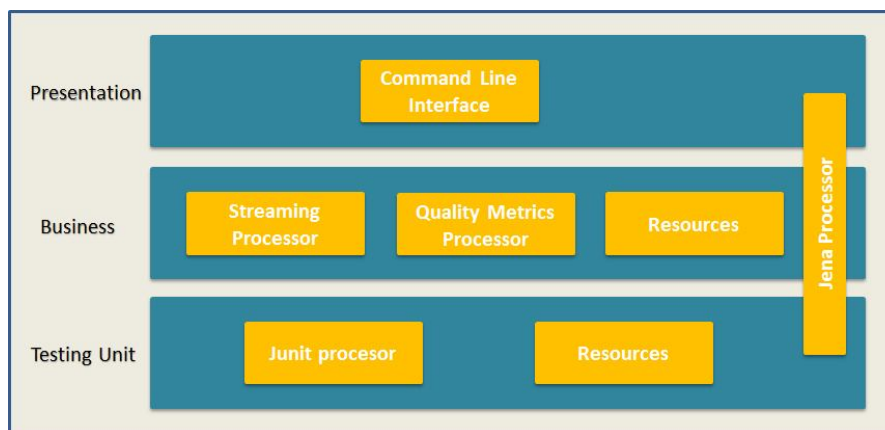 Presentation
Command Line
Interface
Business
Streaming
Processor
Quality Metrics
Processor
Resources
Jena Processor
Testing Unit
Junit procesor
Resources